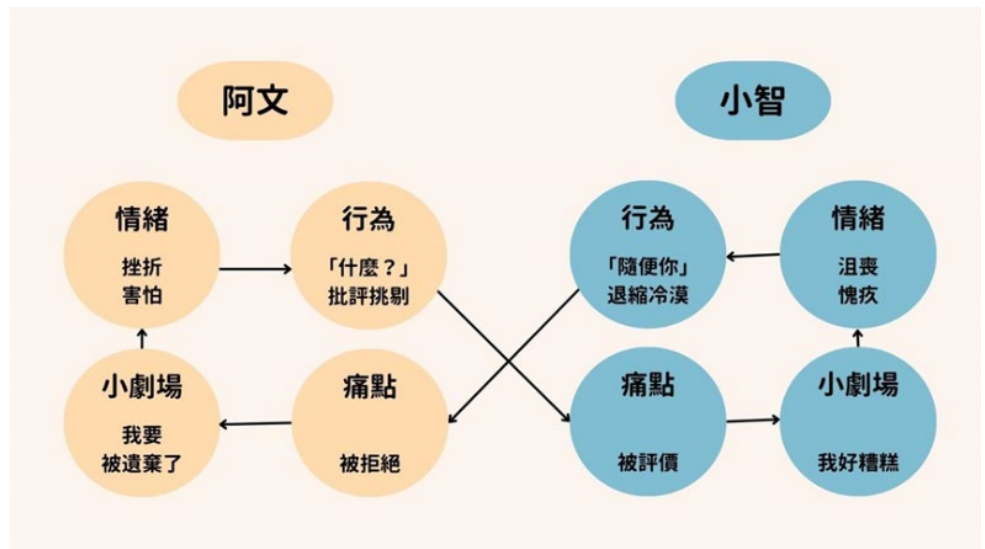 阿文
小智
情緒
挫折
害怕
行為
「什麼？」
批評挑剔
行為
「隨便你」
退縮冷漠
情緒
沮喪
愧疚
小劇場
我要
被遺棄了
痛點
被拒絕
痛點
被評價
小劇場
我好糟糕